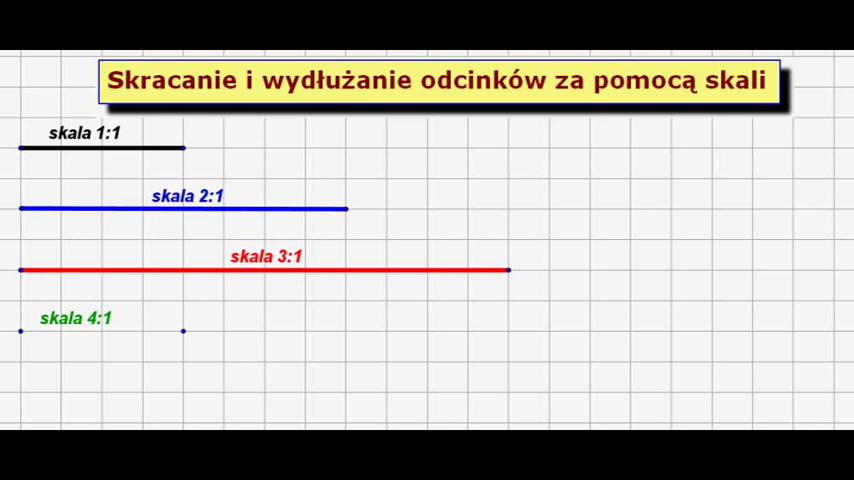 Skracanie i wydłużanie odcinków za pomocą skali
skala 1:1
skala 2:1
skala 3:1
skala 4:1